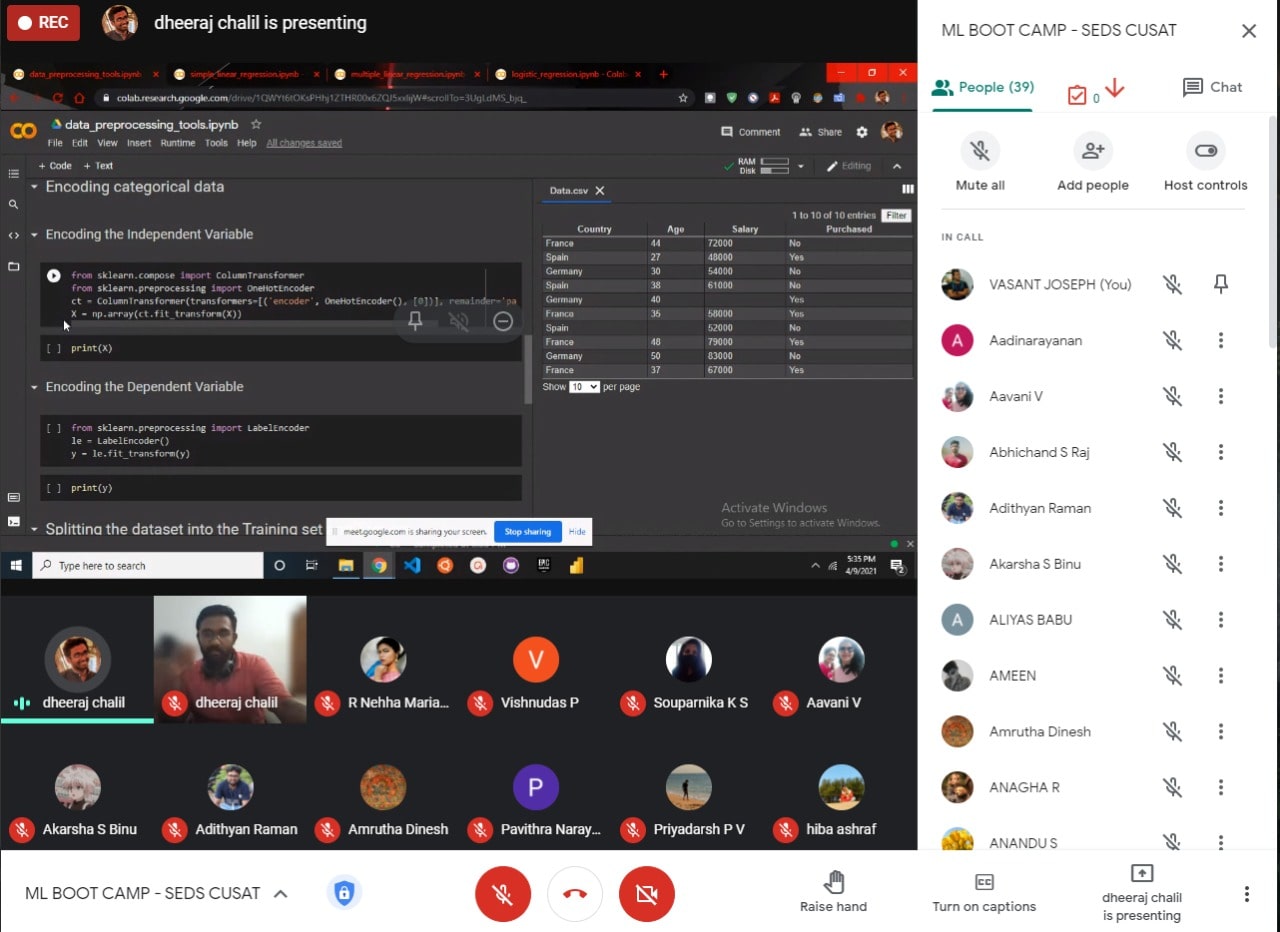 REC
dheeraj chalil is presenting
data_preprocessing_tools.ipynb
simple_linear_regression.ipynb
multiple_linear_regression.ipynb
logistic_regression.ipynb - Colab
colab.research.google.com/drive/
data_preprocessing_tools.ipynb
File Edit View Insert Runtime Tools Help All changes saved
Comment Share
+ Code + Text
RAM
Disk
Editing
Encoding categorical data
Encoding the Independent Variable
from sklearn.compose import ColumnTransformer
from sklearn.preprocessing import OneHotEncoder
ct = ColumnTransformer(transformers=[('encoder', OneHotEncoder(), [0])], remainder='pa
X = np.array(ct.fit_transform(X))
[ ] print(X)
Encoding the Dependent Variable
[ ] from sklearn.preprocessing import LabelEncoder
le = LabelEncoder()
y = le.fit_transform(y)
[ ] print(y)
Splitting the dataset into the Training set
Data.csv
1 to 10 of 10 entries Filter
Country Age Salary Purchased
France 44 72000 No
Spain 27 48000 Yes
Germany 30 54000 No
Spain 38 61000 No
Germany 40 Yes
France 35 58000 Yes
Spain 52000 No
France 48 79000 Yes
Germany 50 83000 No
France 37 67000 Yes
Show 10 per page
Activate Windows
Go to Settings to activate Windows.
meet.google.com is sharing your screen. Stop sharing Hide
Type here to search
5:35 PM
4/9/2021
2
dheeraj chalil
dheeraj chalil
R Nehha Maria...
V
Vishnudas P
Souparnika K S
Aavani V
Akarsha S Binu
Adithyan Raman
Amrutha Dinesh
P
Pavithra Naray...
Priyadarsh P V
hiba ashraf
ML BOOT CAMP - SEDS CUSAT
People (39)
0
Chat
Mute all
Add people
Host controls
IN CALL
VASANT JOSEPH (You)
A
Aadinarayanan
Aavani V
Abhichand S Raj
Adithyan Raman
Akarsha S Binu
A
ALIYAS BABU
AMEEN
Amrutha Dinesh
ANAGHA R
ANANDU S
ML BOOT CAMP - SEDS CUSAT
Raise hand
Turn on captions
dheeraj chalil
is presenting